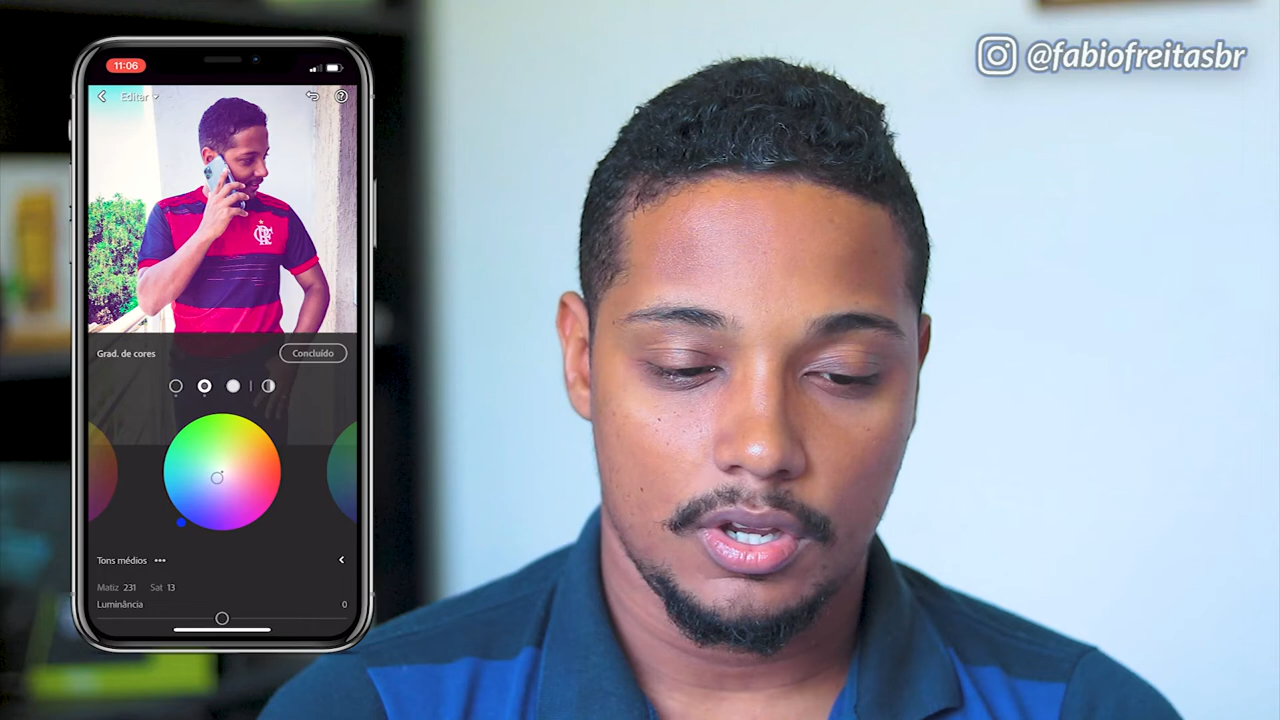 @fabiofreitasbr
11:06
Editar
Grad. de cores
Concluído
Tons médios
Matiz 231 Sat 13
Luminância 0